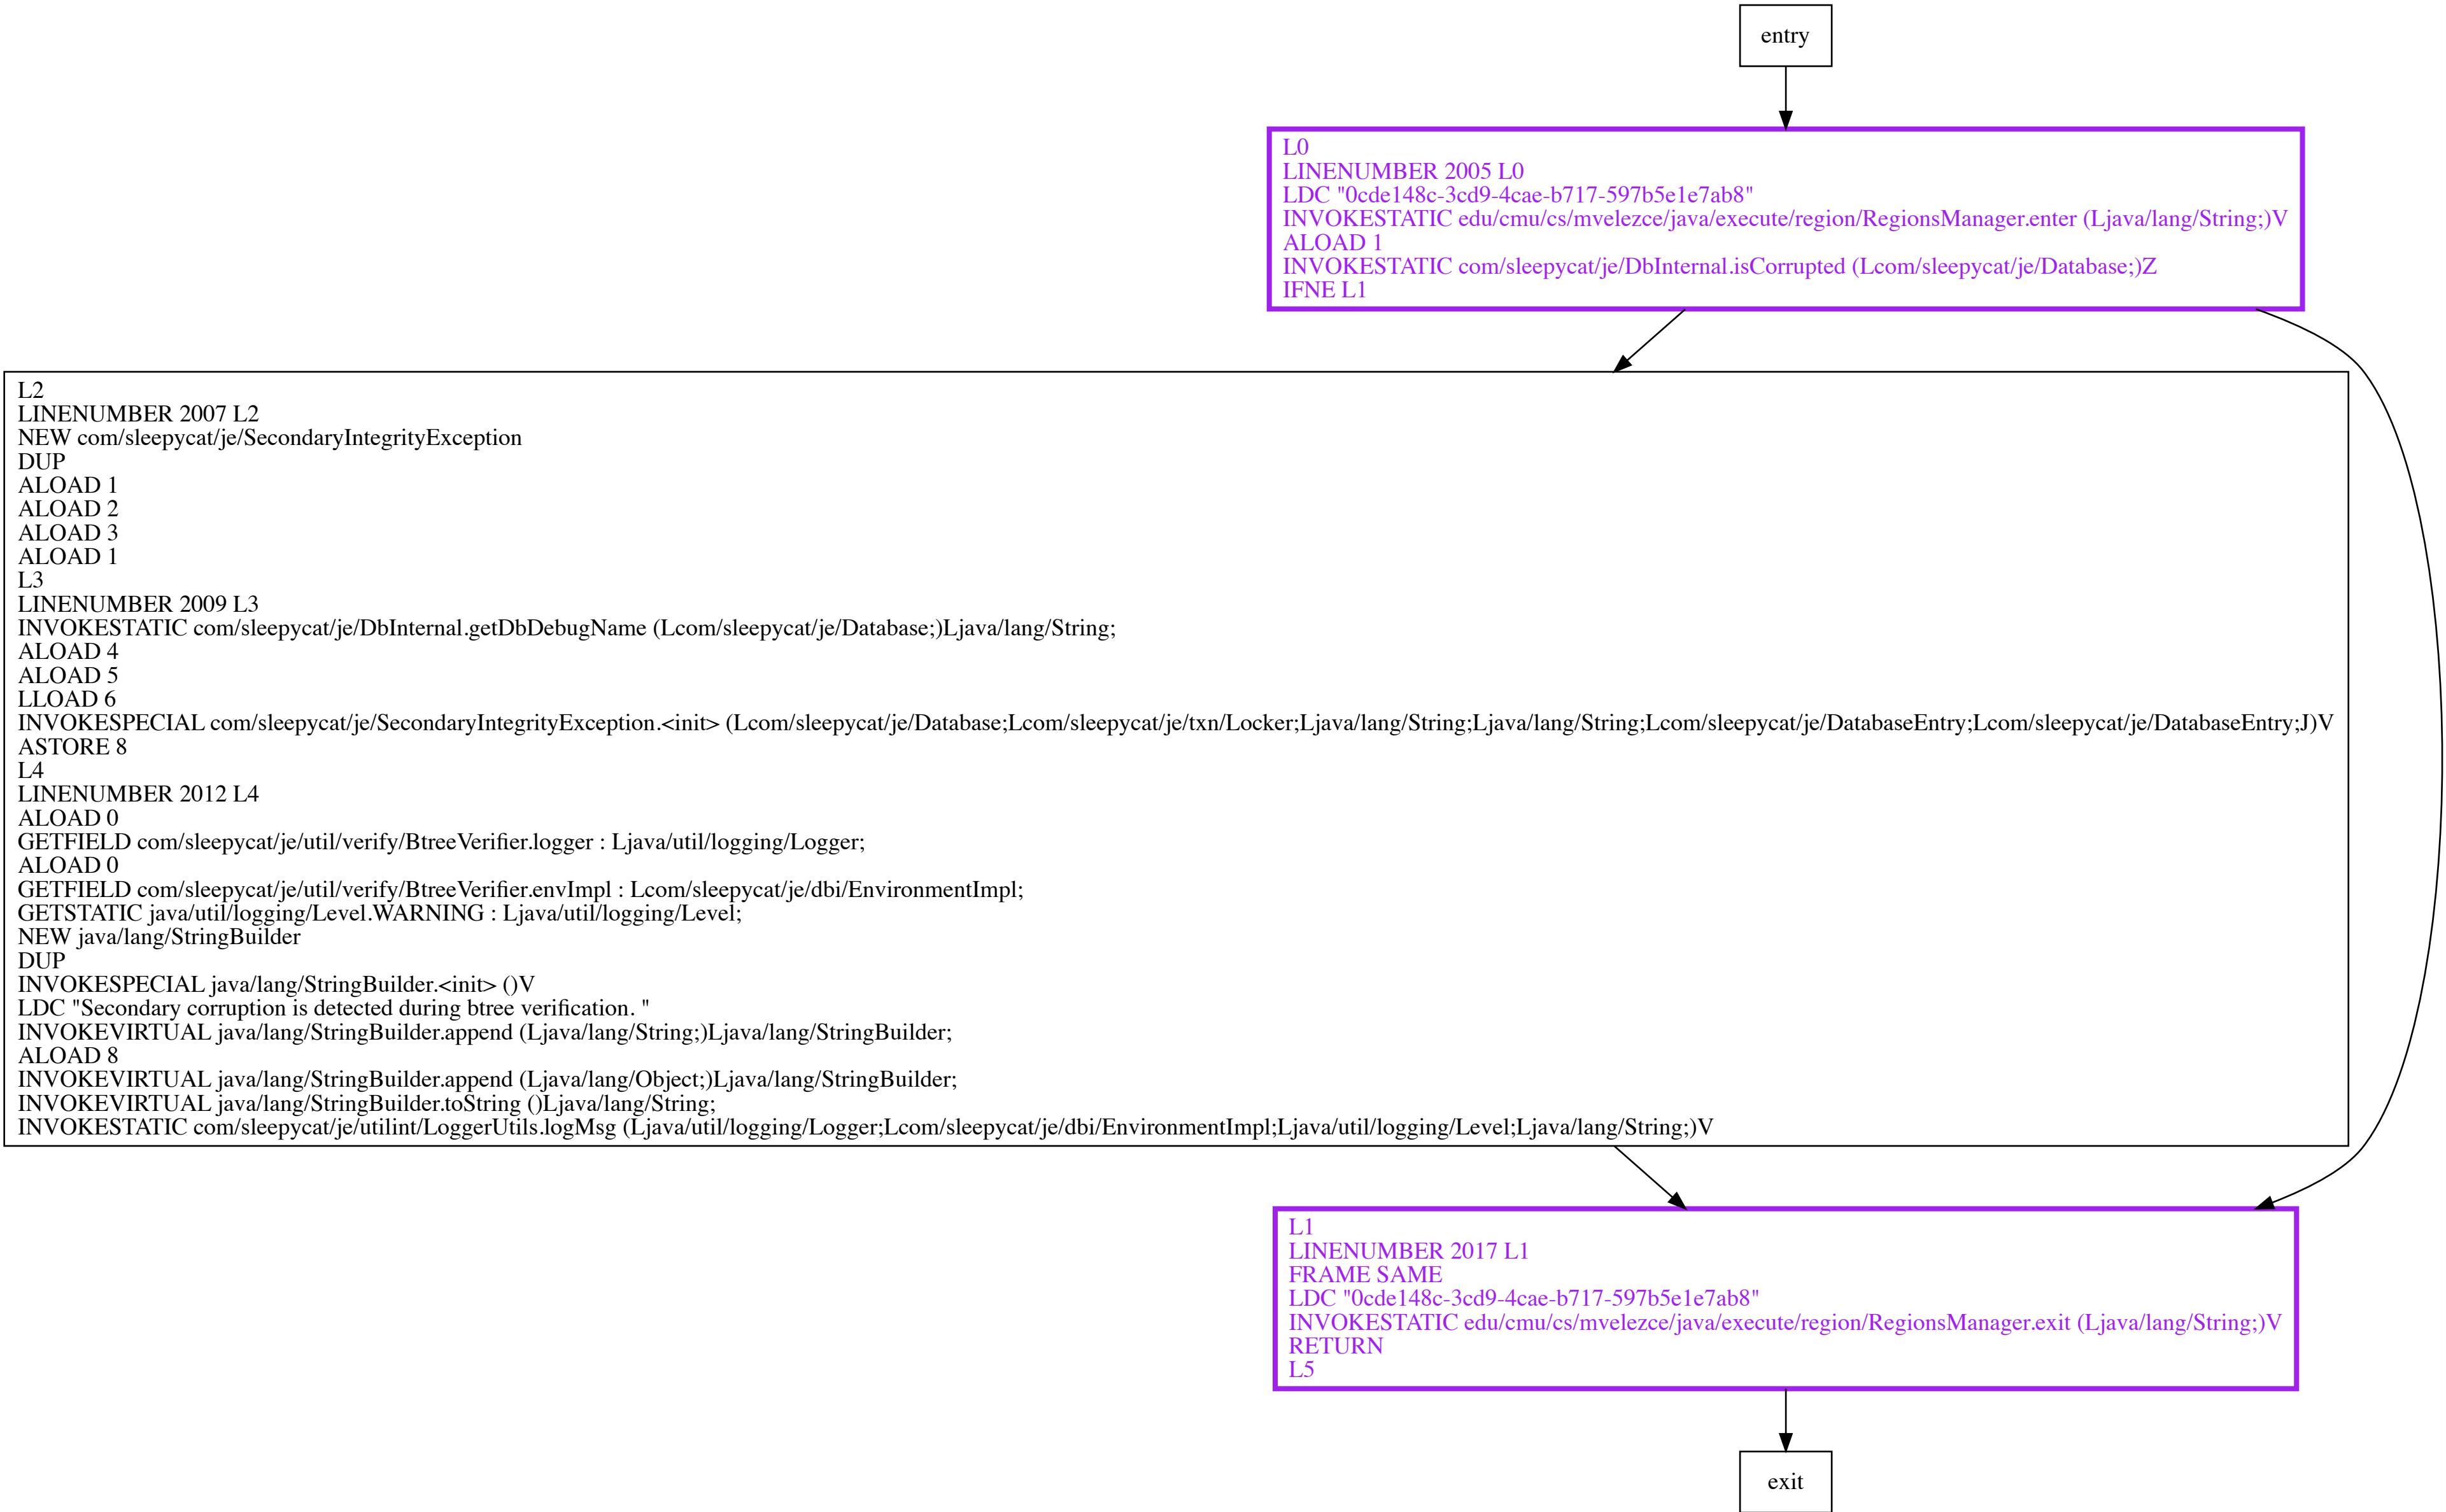 entry
L0
LINENUMBER 2005 L0
LDC "0cde148c-3cd9-4cae-b717-597b5e1e7ab8"
INVOKESTATIC edu/cmu/cs/mvelezce/java/execute/region/RegionsManager.enter (Ljava/lang/String;)V
ALOAD 1
INVOKESTATIC com/sleepycat/je/DbInternal.isCorrupted (Lcom/sleepycat/je/Database;)Z
IFNE L1
L2
LINENUMBER 2007 L2
NEW com/sleepycat/je/SecondaryIntegrityException
DUP
ALOAD 1
ALOAD 2
ALOAD 3
ALOAD 1
L3
LINENUMBER 2009 L3
INVOKESTATIC com/sleepycat/je/DbInternal.getDbDebugName (Lcom/sleepycat/je/Database;)Ljava/lang/String;
ALOAD 4
ALOAD 5
LLOAD 6
INVOKESPECIAL com/sleepycat/je/SecondaryIntegrityException.<init> (Lcom/sleepycat/je/Database;Lcom/sleepycat/je/txn/Locker;Ljava/lang/String;Ljava/lang/String;Lcom/sleepycat/je/DatabaseEntry;Lcom/sleepycat/je/DatabaseEntry;J)V
ASTORE 8
L4
LINENUMBER 2012 L4
ALOAD 0
GETFIELD com/sleepycat/je/util/verify/BtreeVerifier.logger : Ljava/util/logging/Logger;
ALOAD 0
GETFIELD com/sleepycat/je/util/verify/BtreeVerifier.envImpl : Lcom/sleepycat/je/dbi/EnvironmentImpl;
GETSTATIC java/util/logging/Level.WARNING : Ljava/util/logging/Level;
NEW java/lang/StringBuilder
DUP
INVOKESPECIAL java/lang/StringBuilder.<init> ()V
LDC "Secondary corruption is detected during btree verification. "
INVOKEVIRTUAL java/lang/StringBuilder.append (Ljava/lang/String;)Ljava/lang/StringBuilder;
ALOAD 8
INVOKEVIRTUAL java/lang/StringBuilder.append (Ljava/lang/Object;)Ljava/lang/StringBuilder;
INVOKEVIRTUAL java/lang/StringBuilder.toString ()Ljava/lang/String;
INVOKESTATIC com/sleepycat/je/utilint/LoggerUtils.logMsg (Ljava/util/logging/Logger;Lcom/sleepycat/je/dbi/EnvironmentImpl;Ljava/util/logging/Level;Ljava/lang/String;)V
L1
LINENUMBER 2017 L1
FRAME SAME
LDC "0cde148c-3cd9-4cae-b717-597b5e1e7ab8"
INVOKESTATIC edu/cmu/cs/mvelezce/java/execute/region/RegionsManager.exit (Ljava/lang/String;)V
RETURN
L5
exit